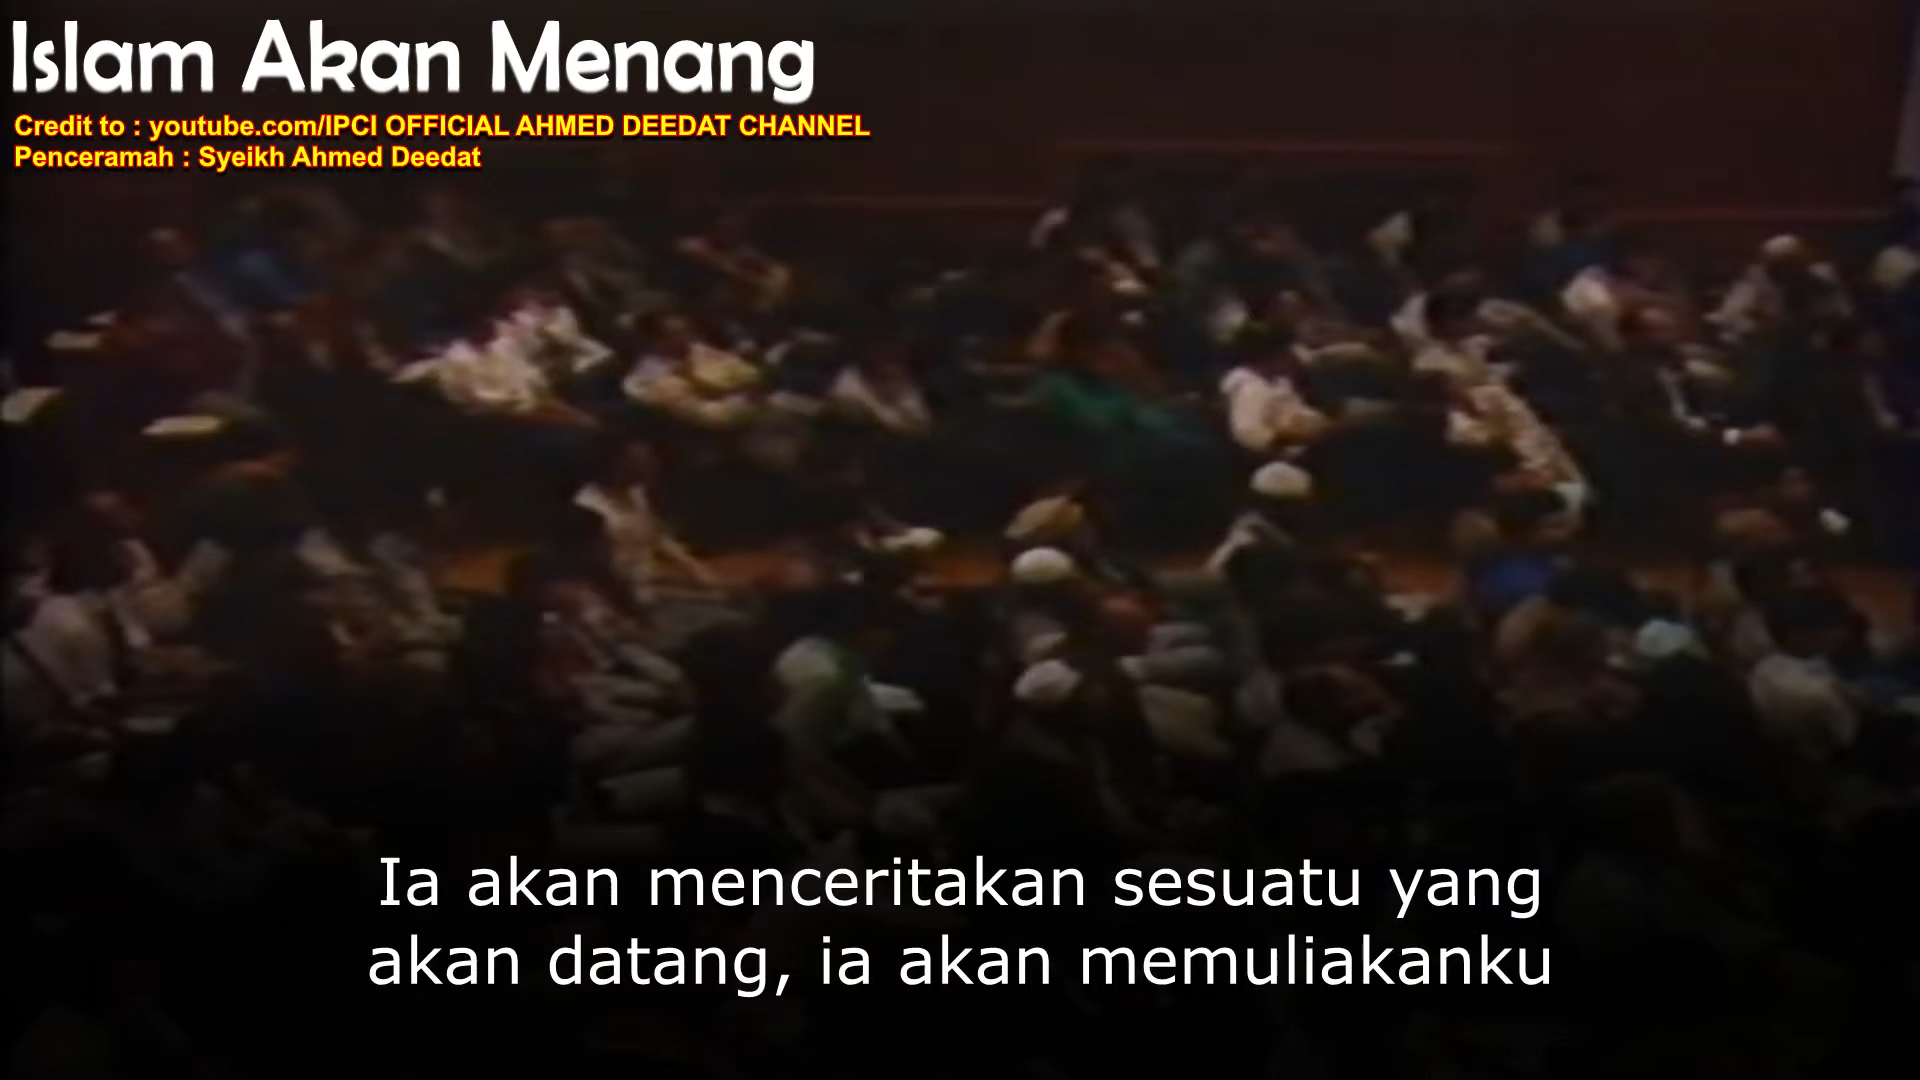 Islam Akan Menang
Credit to : youtube.com/IPCI OFFICIAL AHMED DEEDAT CHANNEL
Penceramah : Syeikh Ahmed Deedat
Ia akan menceritakan sesuatu yang
akan datang, ia akan memuliakanku